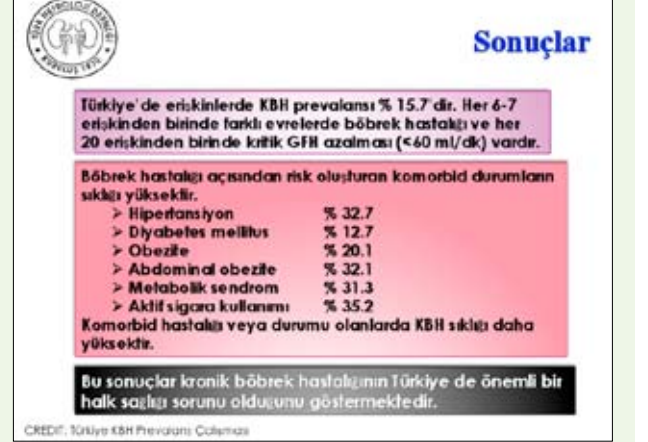 Sonuçlar
Türkiye'de erişkinlerde KBH prevalansı % 15.7'dir. Her 6-7
erişkinden birinde farklı evrelerde böbrek hastalığı ve her
20 erişkinden birinde kritik GFH azalması (<60 ml/dk) vardır.
Böbrek hastalığı açısından risk oluşturan komorbid durumların
sıklığı yüksektir.
➢ Hipertansiyon % 32.7
➢ Diyabetes mellitus % 12.7
➢ Obezite % 20.1
➢ Abdominal obezite % 32.1
➢ Metabolik sendrom % 31.3
➢ Aktif sigara kullanımı % 35.2
Komorbid hastalığı veya durumu olanlarda KBH sıklığı daha
yüksektir.
Bu sonuçlar kronik böbrek hastalığının Türkiye de önemli bir
halk sağlığı sorunu olduğunu göstermektedir.
CREDIT: Türkiye KBH Prevalans Çalışması